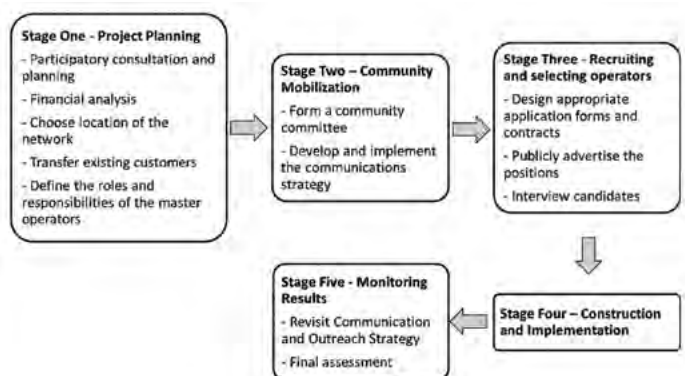 Stage One - Project Planning
- Participatory consultation and
planning
- Financial analysis
- Choose location of the
network
- Transfer existing customers
- Define the roles and
responsibilities of the master
operators
Stage Two – Community
Mobilization
- Form a community
committee
- Develop and implement
the communications
strategy
Stage Three - Recruiting
and selecting operators
- Design appropriate
application forms and
contracts
- Publicly advertise the
positions
- Interview candidates
Stage Four – Construction
and Implementation
Stage Five - Monitoring
Results
- Revisit Communication
and Outreach Strategy
- Final assessment